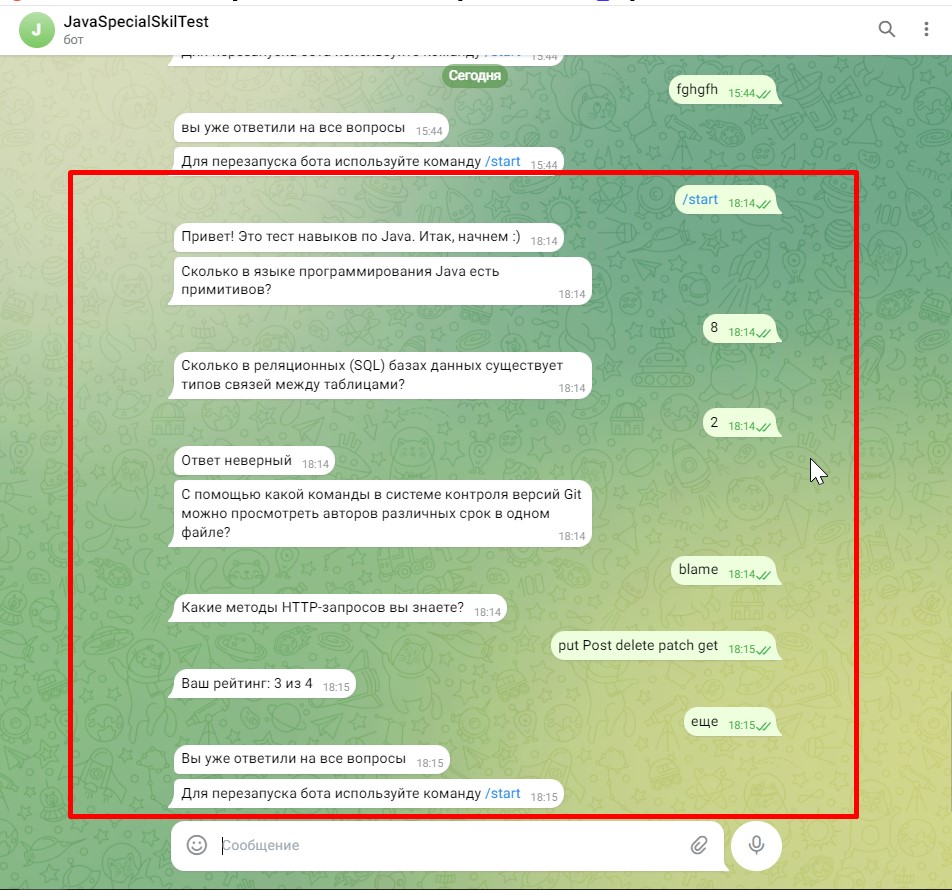 J
JavaSpecialSkilTest
бот
Для перезапуска бота используйте команду /start 15:44
Сегодня
fghgfh 15:44
вы уже ответили на все вопросы 15:44
Для перезапуска бота используйте команду /start 15:44
/start 18:14
Привет! Это тест навыков по Java. Итак, начнем :) 18:14
Сколько в языке программирования Java есть
примитивов? 18:14
8 18:14
Сколько в реляционных (SQL) базах данных существует
типов связей между таблицами? 18:14
2 18:14
Ответ неверный 18:14
С помощью какой команды в системе контроля версий Git
можно просмотреть авторов различных срок в одном
файле? 18:14
blame 18:14
Какие методы HTTP-запросов вы знаете? 18:14
put Post delete patch get 18:15
Ваш рейтинг: 3 из 4 18:15
еще 18:15
Вы уже ответили на все вопросы 18:15
Для перезапуска бота используйте команду /start 18:15
Сообщение